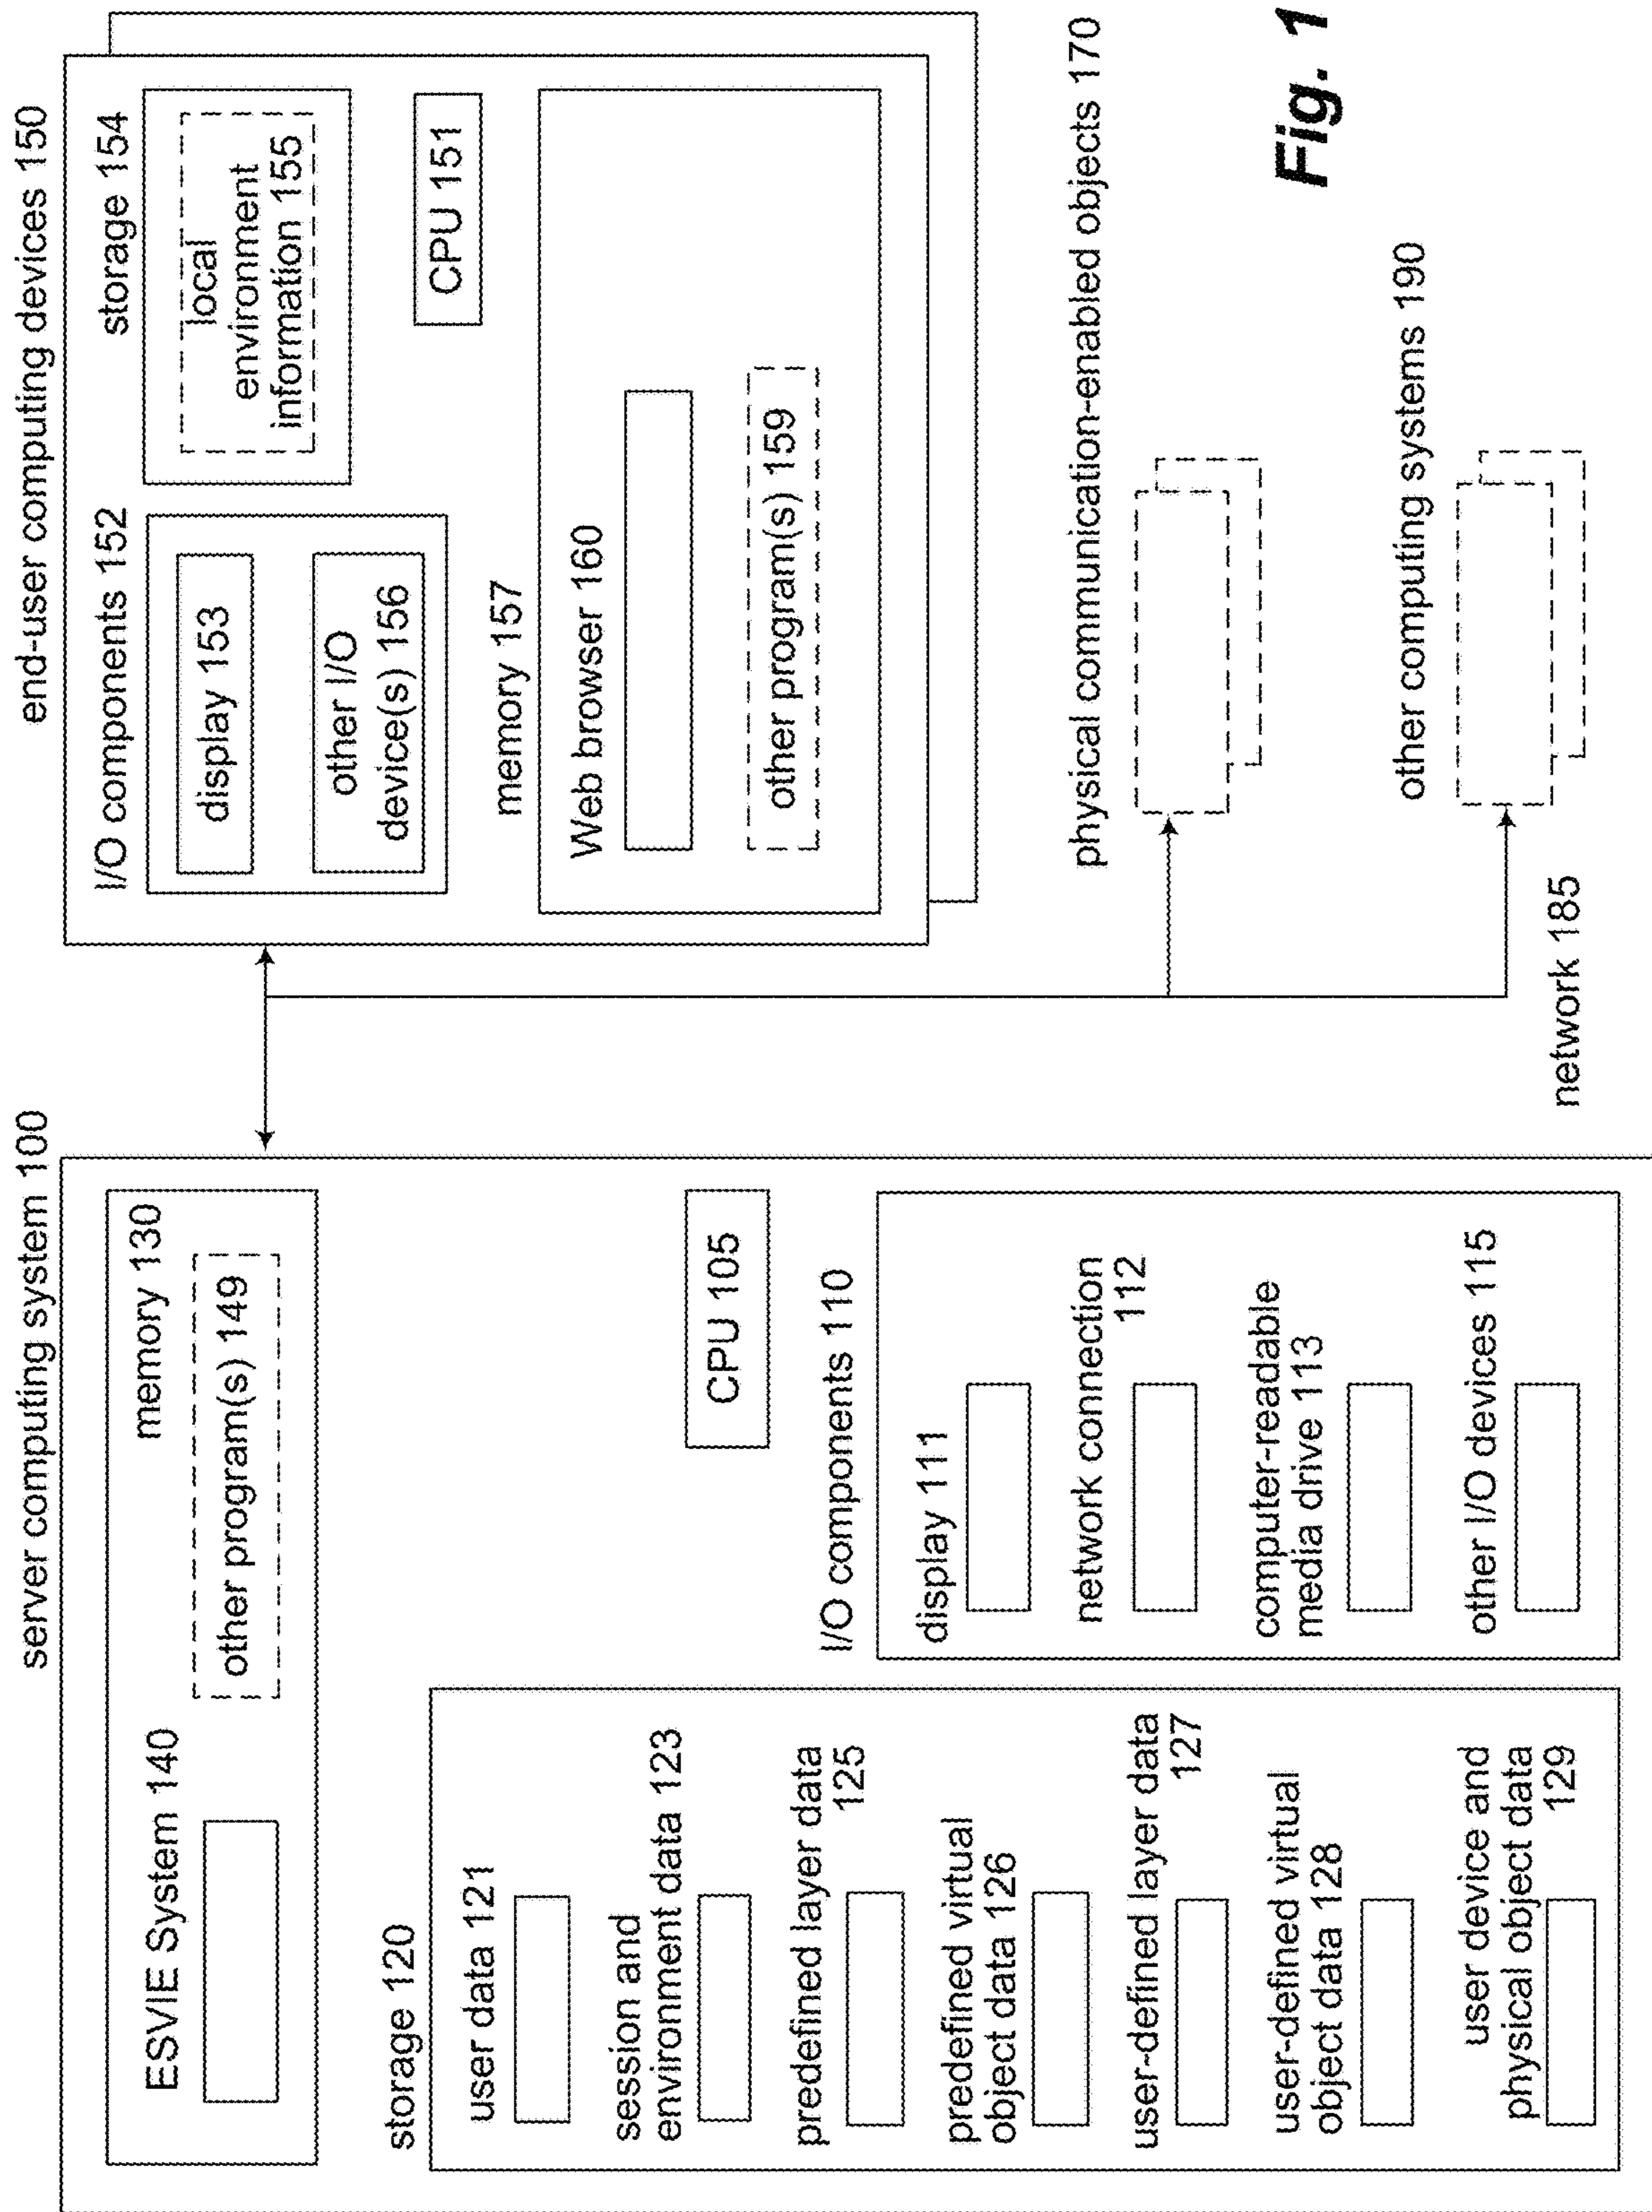 server computing system 100
ESVIE System 140
memory 130
other program(s) 149
storage 120
user data 121
session and
environment data 123
predefined layer data
125
predefined virtual
object data 126
user-defined layer data
127
user-defined virtual
object data 128
user device and
physical object data
129
CPU 105
I/O components 110
display 111
network connection
112
computer-readable
media drive 113
other I/O devices 115
end-user computing devices 150
I/O components 152
display 153
other I/O
device(s) 156
storage 154
local
environment
information 155
CPU 151
memory 157
Web browser 160
other program(s) 159
physical communication-enabled objects 170
other computing systems 190
network 185
Fig. 1